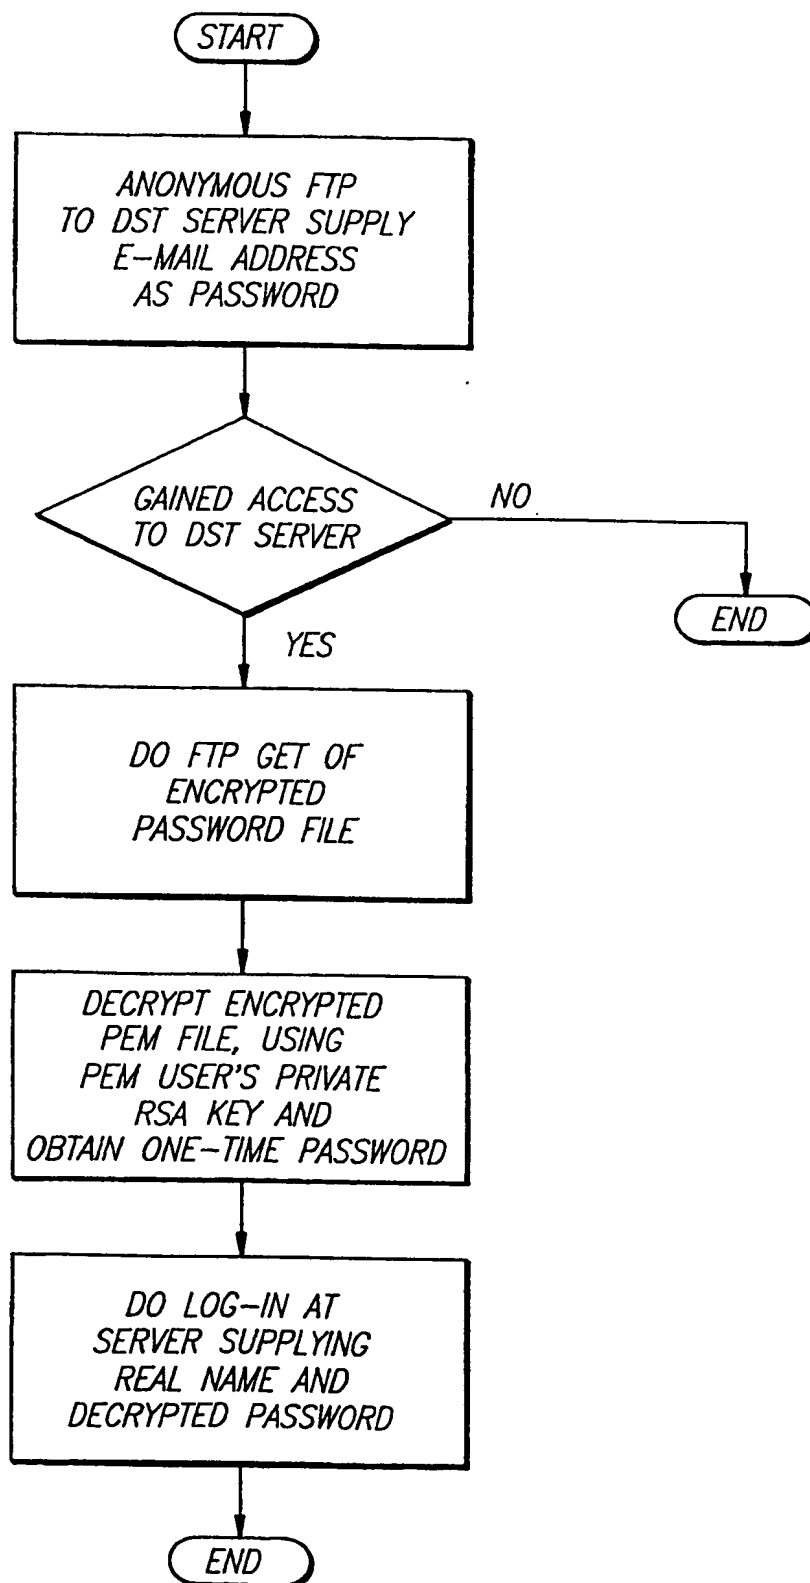 START
ANONYMOUS FTP
TO DST SERVER SUPPLY
E-MAIL ADDRESS
AS PASSWORD
GAINED ACCESS
TO DST SERVER
NO
END
YES
DO FTP GET OF
ENCRYPTED
PASSWORD FILE
DECRYPT ENCRYPTED
PEM FILE, USING
PEM USER'S PRIVATE
RSA KEY AND
OBTAIN ONE-TIME PASSWORD
DO LOG-IN AT
SERVER SUPPLYING
REAL NAME AND
DECRYPTED PASSWORD
END